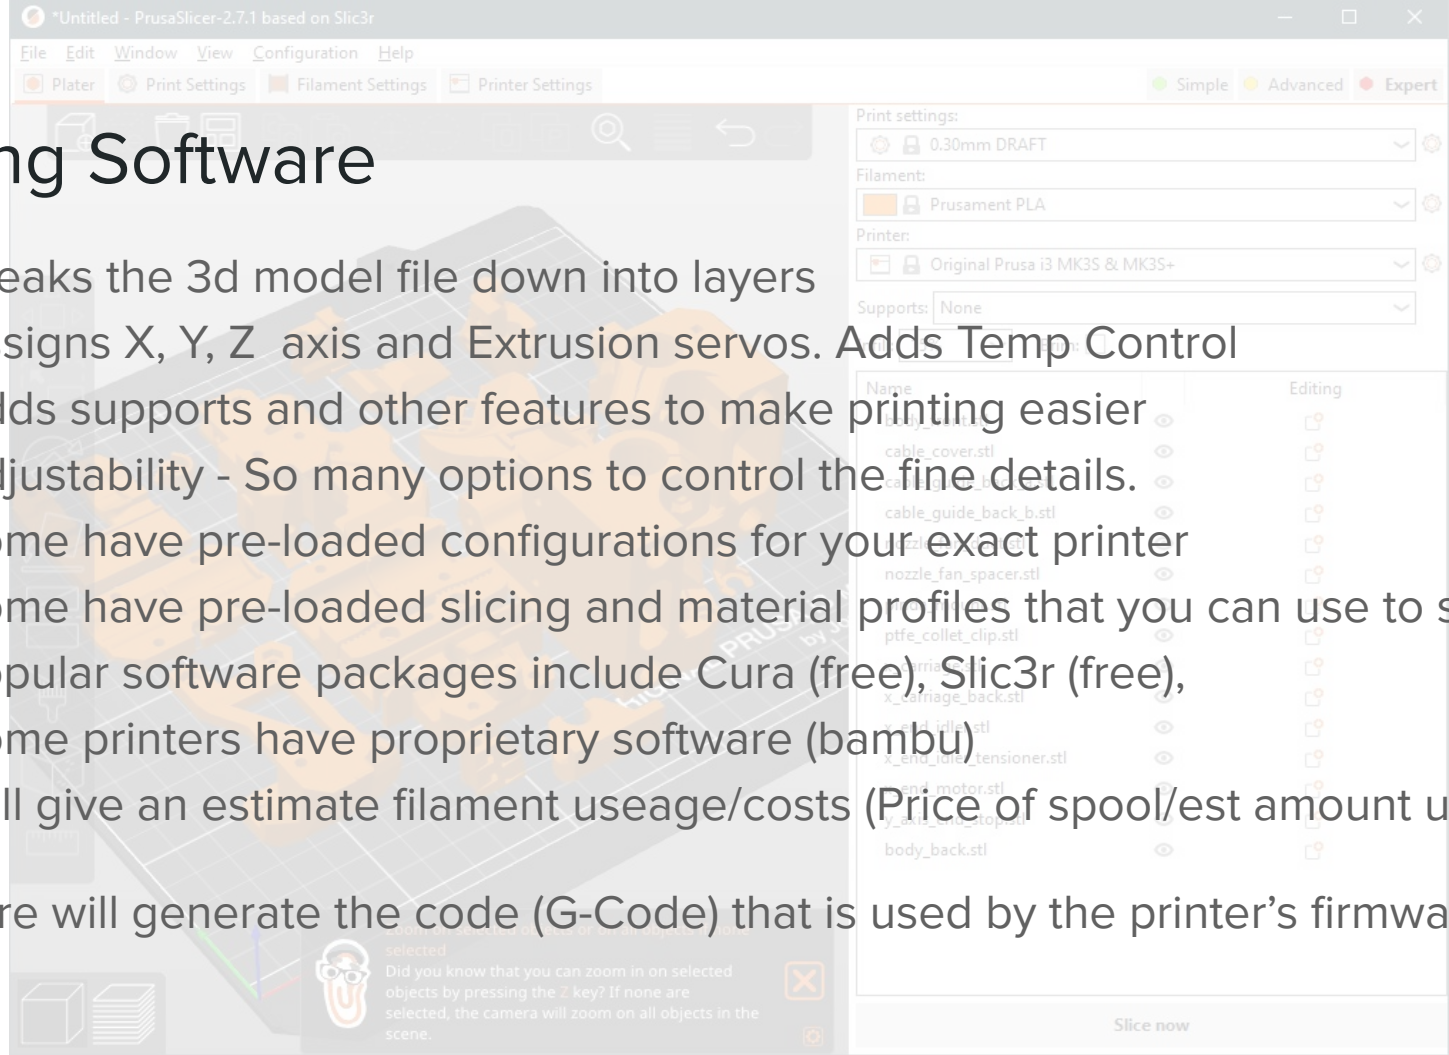 *Untitled - PrusaSlicer-2.7.1 based on Slic3r
File Edit Window View Configuration Help
Plater Print Settings Filament Settings Printer Settings Simple Advanced Expert
ng Software
Print settings:
0.30mm DRAFT
Filament:
Prusament PLA
Printer:
Original Prusa i3 MK3S & MK3S+
Supports: None
eaks the 3d model file down into layers
signs X, Y, Z axis and Extrusion servos. Adds Temp Control
dds supports and other features to make printing easier
djustability - So many options to control the fine details.
ome have pre-loaded configurations for your exact printer
ome have pre-loaded slicing and material profiles that you can use to s
opular software packages include Cura (free), Slic3r (free),
ome printers have proprietary software (bambu)
ll give an estimate filament useage/costs (Price of spool/est amount u
re will generate the code (G-Code) that is used by the printer's firmwa
Name Editing
cable_cover.stl
cable_guide_back_b.stl
nozzle_fan_spacer.stl
ptfe_collet_clip.stl
x_carriage_back.stl
x_end_idler.stl
x_end_idler_tensioner.stl
x_end_motor.stl
y_axis_end_stop.stl
body_back.stl
selected
Did you know that you can zoom in on selected
objects by pressing the Z key? If none are
selected, the camera will zoom on all objects in the
scene.
Slice now